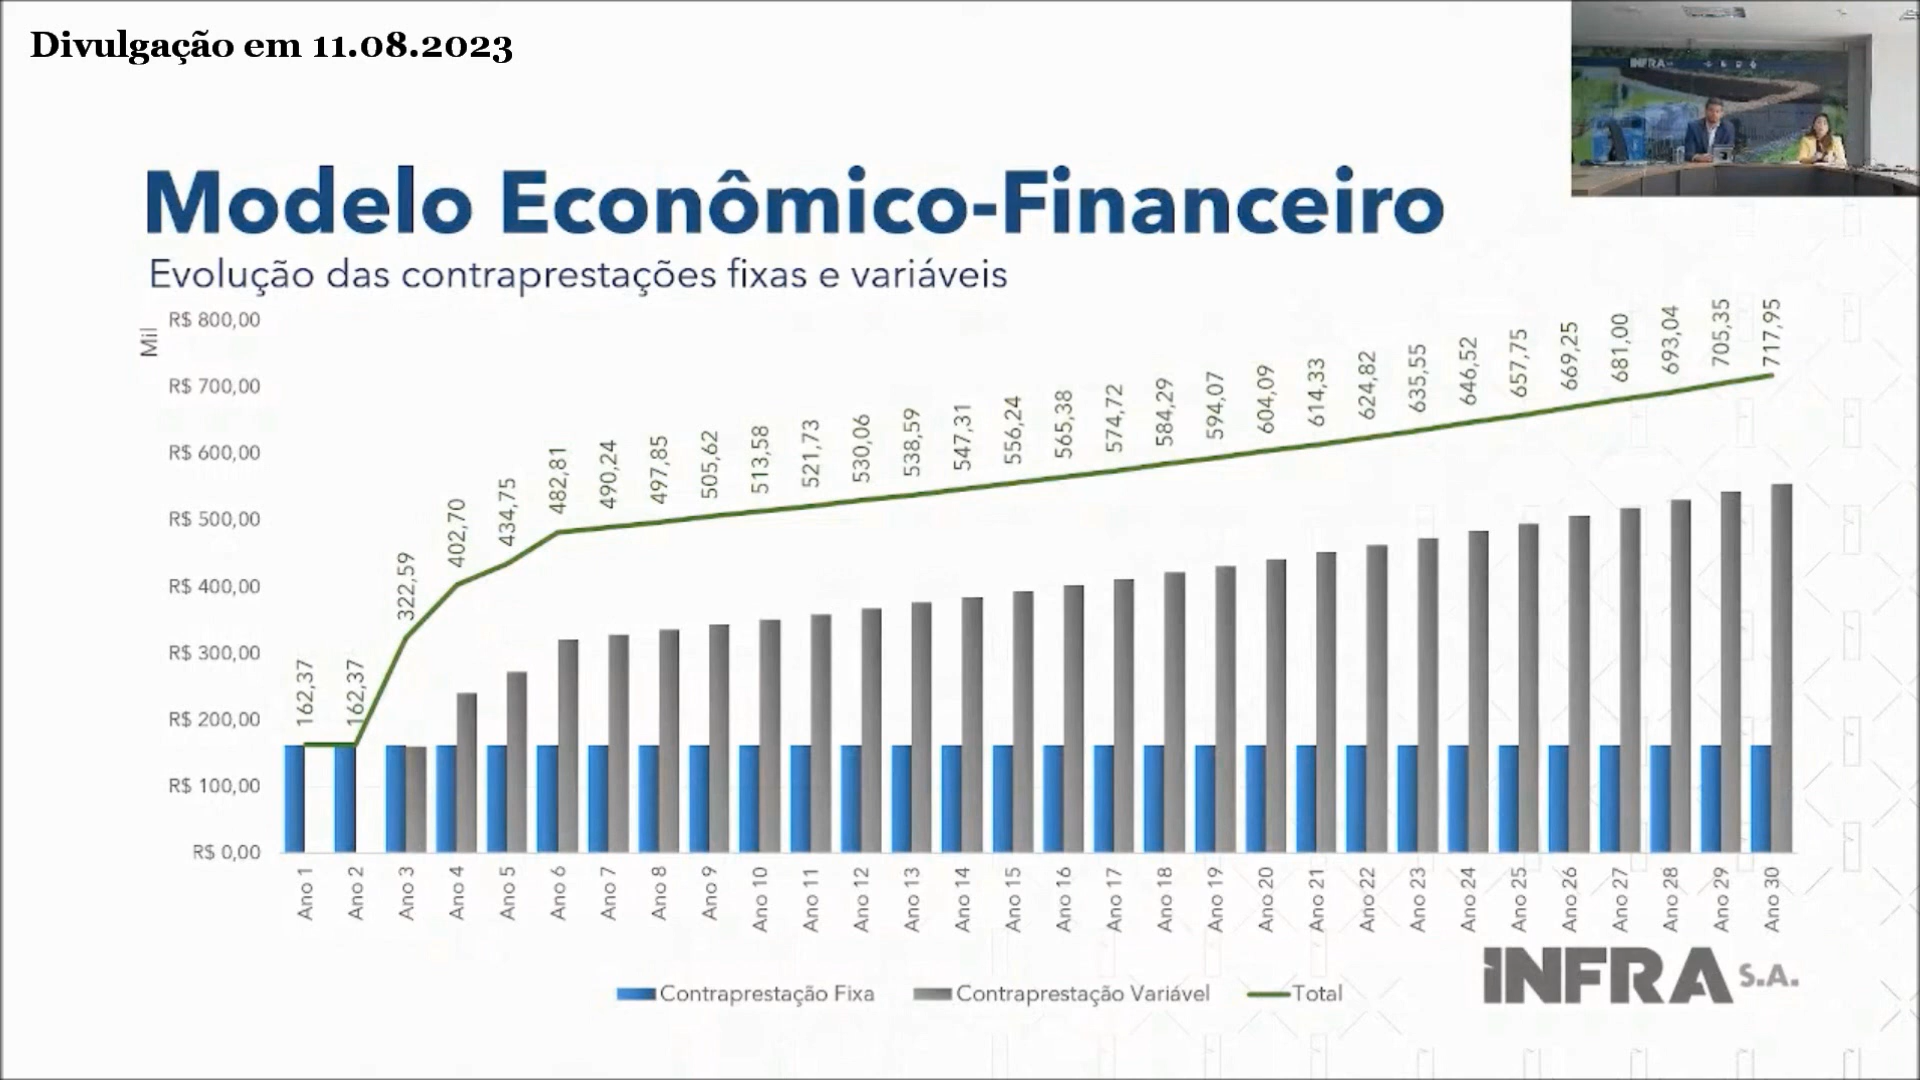 Divulgação em 11.08.2023
INFRA
Modelo Econômico-Financeiro
Evolução das contraprestações fixas e variáveis
Mil
R$ 800,00
R$ 700,00
R$ 600,00
R$ 500,00
R$ 400,00
R$ 300,00
R$ 200,00
R$ 100,00
R$ 0,00
162,37
162,37
322,59
402,70
434,75
482,81
490,24
497,85
505,62
513,58
521,73
530,06
538,59
547,31
556,24
565,38
574,72
584,29
594,07
604,09
614,33
624,82
635,55
646,52
657,75
669,25
681,00
693,04
705,35
717,95
Ano 1
Ano 2
Ano 3
Ano 4
Ano 5
Ano 6
Ano 7
Ano 8
Ano 9
Ano 10
Ano 11
Ano 12
Ano 13
Ano 14
Ano 15
Ano 16
Ano 17
Ano 18
Ano 19
Ano 20
Ano 21
Ano 22
Ano 23
Ano 24
Ano 25
Ano 26
Ano 27
Ano 28
Ano 29
Ano 30
Contraprestação Fixa
Contraprestação Variável
Total
INFRA S.A.